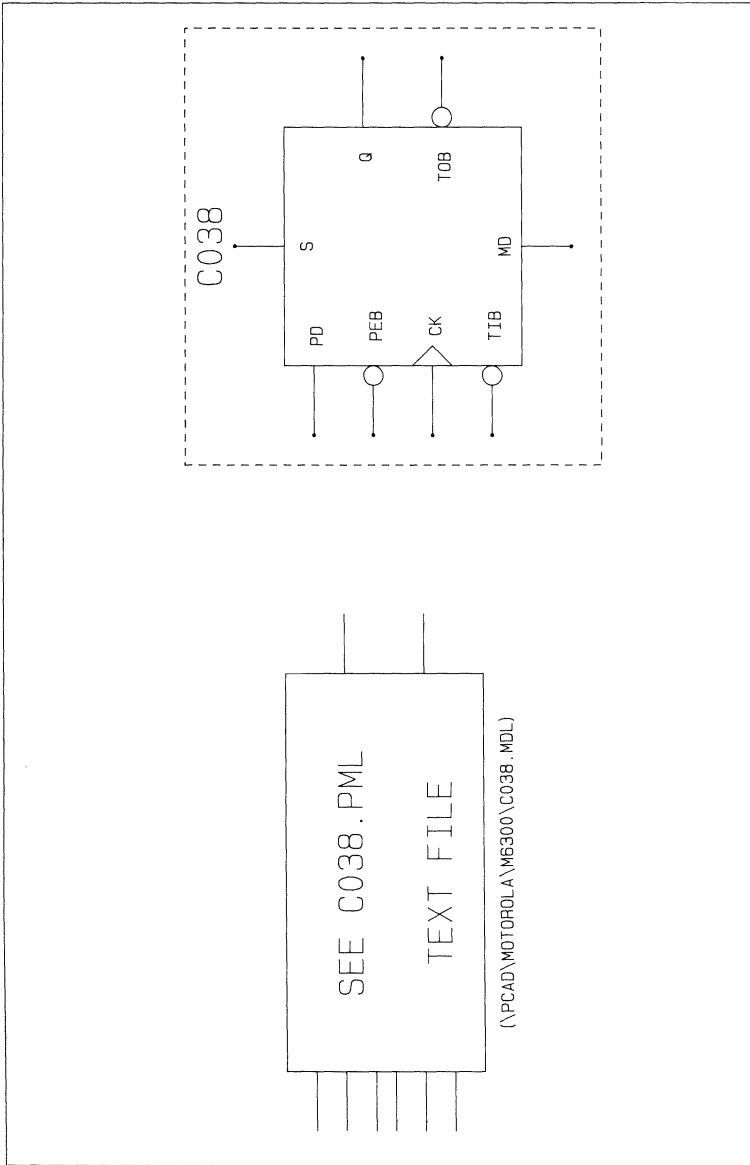 C038
S
PD
PEB
CK
TIB
Q
TOB
MD
SEE C038.PML
TEXT FILE
(\PCAD\MOTOROLA\M6300\C038.MDL)